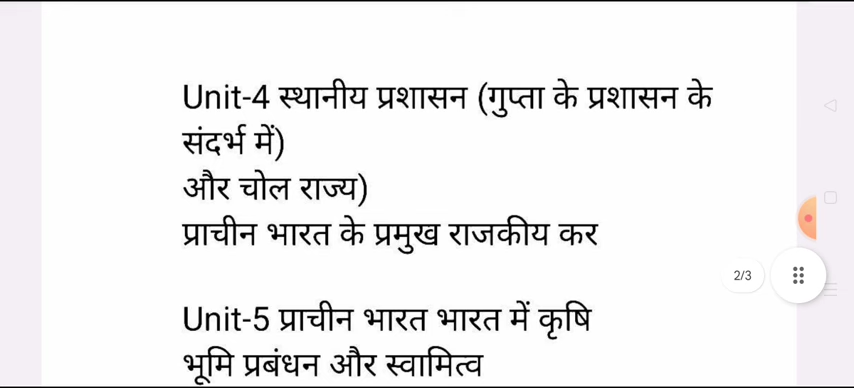 Unit-4 स्थानीय प्रशासन (गुप्ता के प्रशासन के
संदर्भ में)
और चोल राज्य)
प्राचीन भारत के प्रमुख राजकीय कर
2/3
Unit-5 प्राचीन भारत भारत में कृषि
भूमि प्रबंधन और स्वामित्व